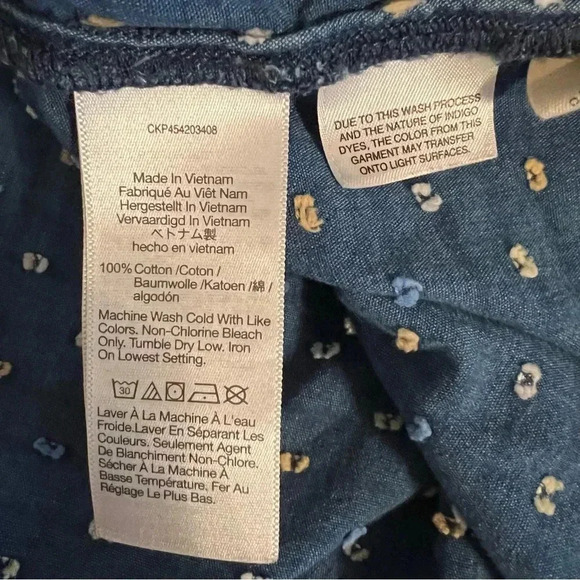 CKP454203408
Made In Vietnam
Fabriqué Au Viêt Nam
Hergestellt In Vietnam
Vervaardigd In Vietnam
ベトナム製
hecho en vietnam
100% Cotton /Coton /
Baumwolle /Katoen /綿 /
algodón
Machine Wash Cold With Like
Colors. Non-Chlorine Bleach
Only. Tumble Dry Low. Iron
On Lowest Setting.
30
Laver À La Machine À L'eau
Froide.Laver En Séparant Les
Couleurs. Seulement Agent
De Blanchiment Non-Chlore.
Sécher À La Machine À
Basse Température. Fer Au
Réglage Le Plus Bas.
DUE TO THIS WASH PROCESS
AND THE NATURE OF INDIGO
DYES, THE COLOR FROM THIS
GARMENT MAY TRANSFER
ONTO LIGHT SURFACES.